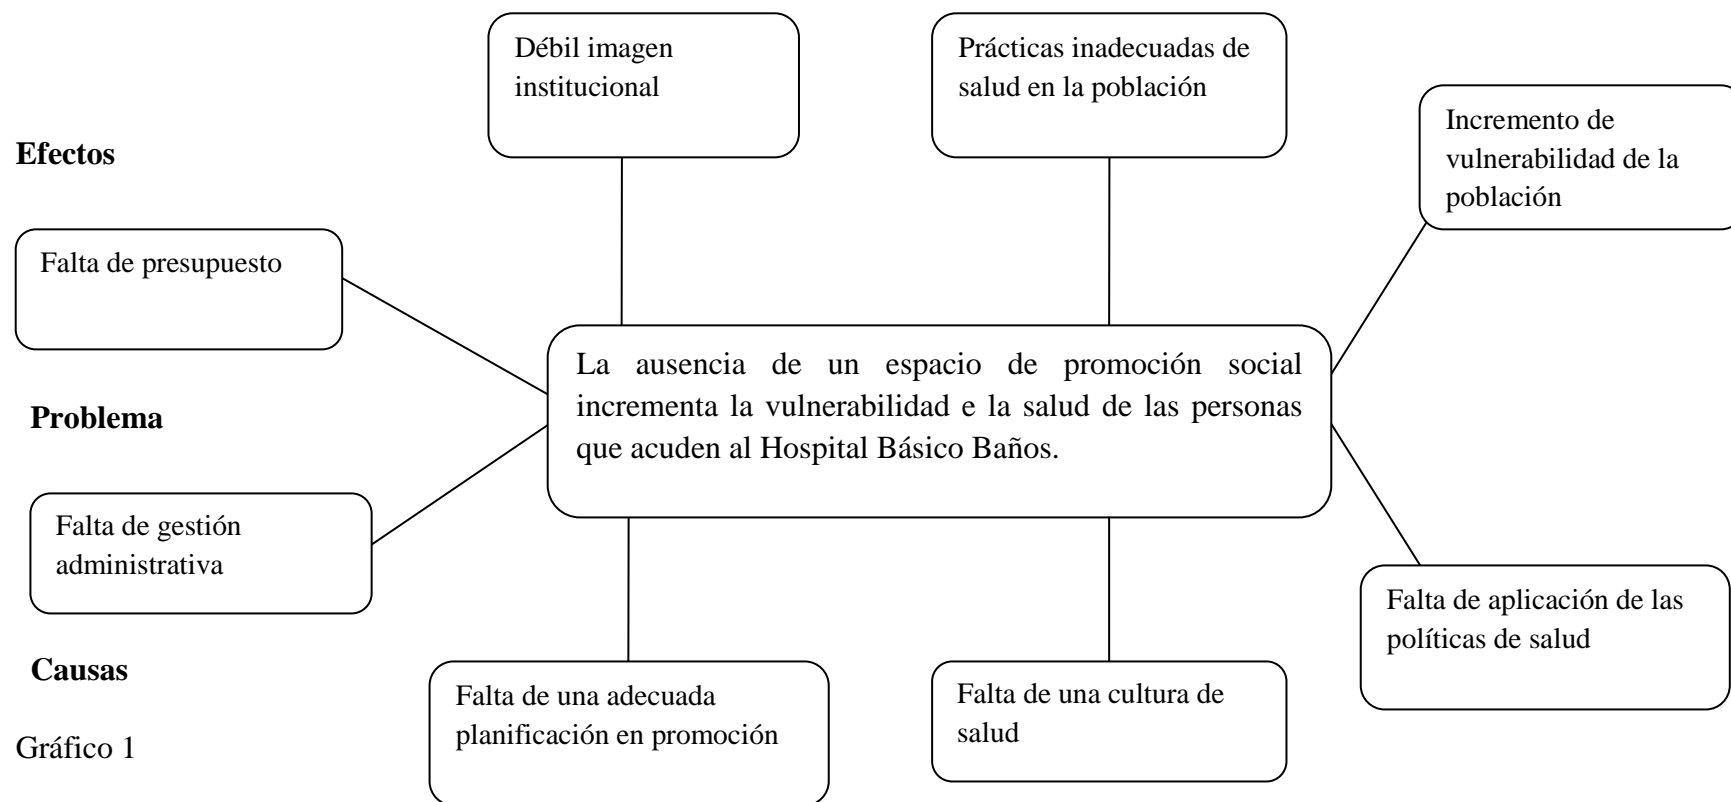 Débil imagen
institucional
Prácticas inadecuadas de
salud en la población
Incremento de
vulnerabilidad de la
población
Efectos
Falta de presupuesto
La ausencia de un espacio de promoción social
incrementa la vulnerabilidad e la salud de las personas
que acuden al Hospital Básico Baños.
Problema
Falta de gestión
administrativa
Falta de aplicación de las
políticas de salud
Causas
Falta de una adecuada
planificación en promoción
Falta de una cultura de
salud
Gráfico 1